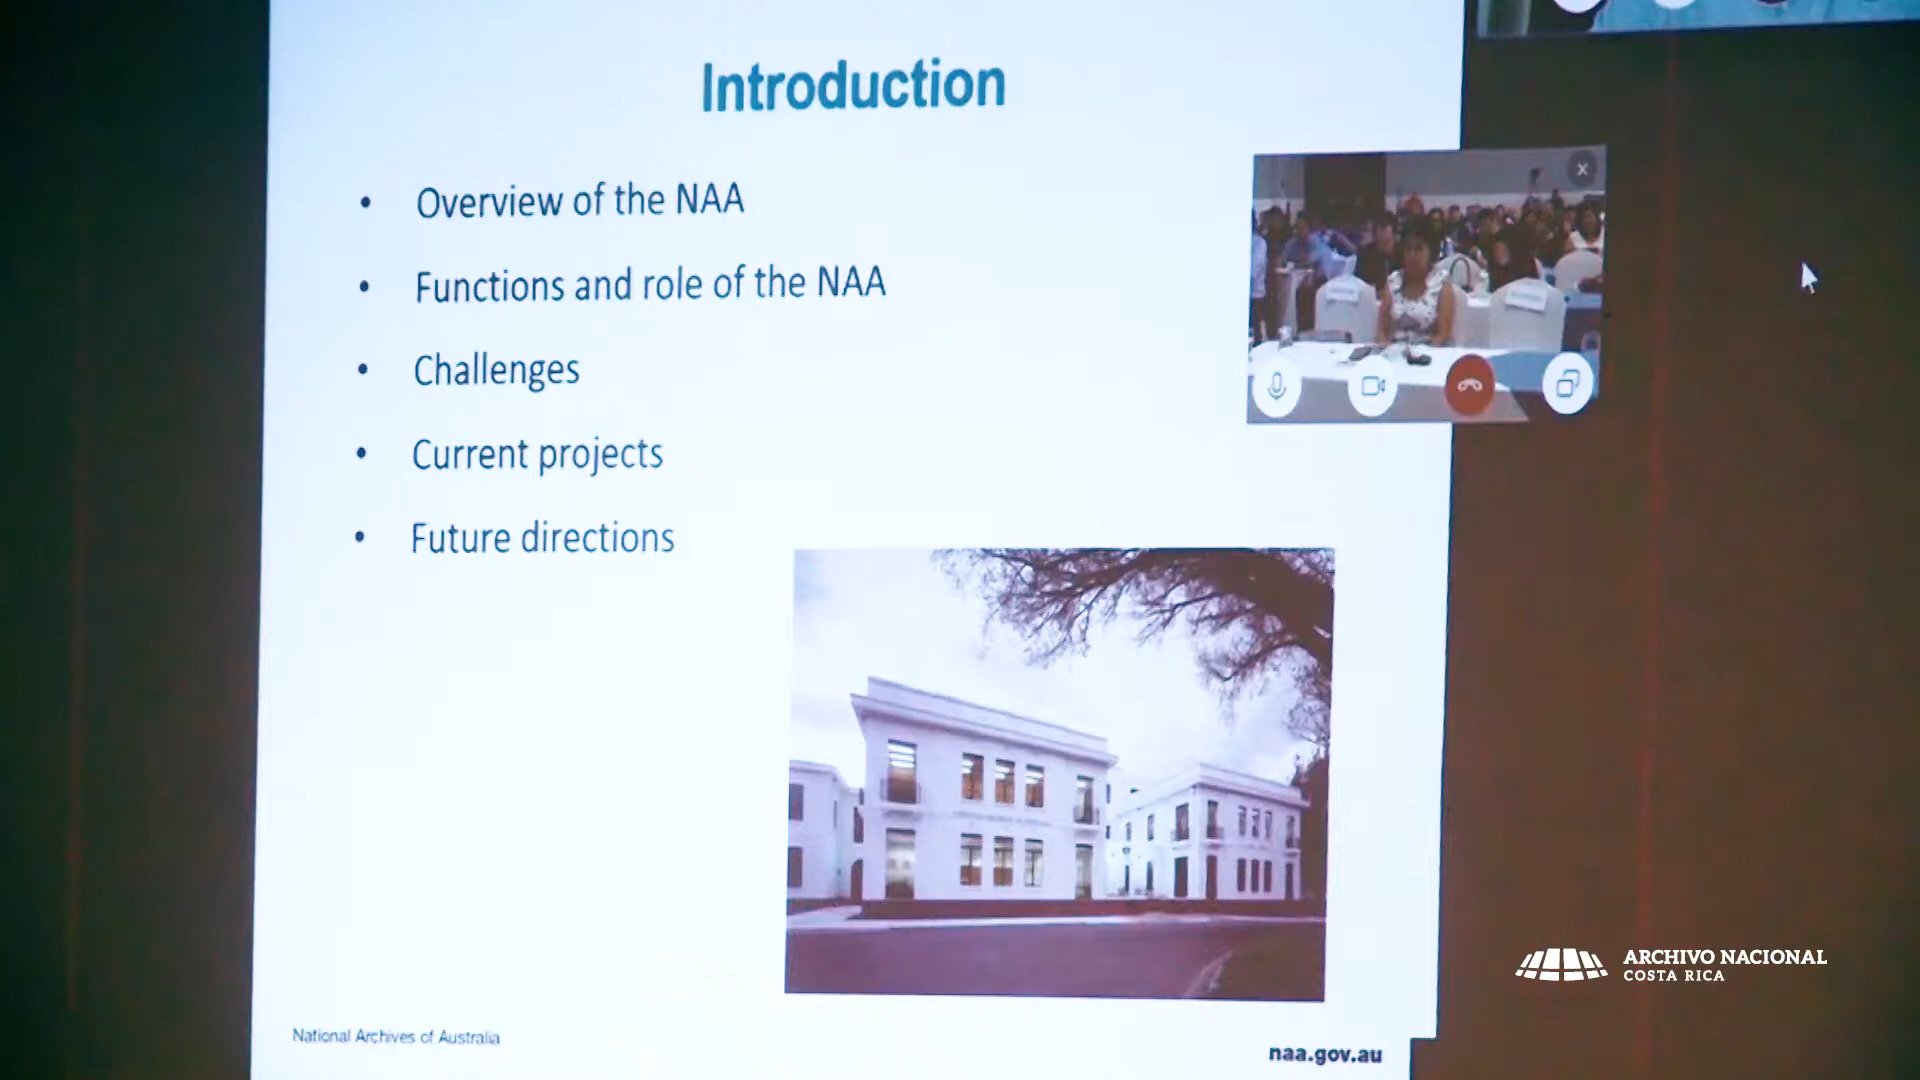 Introduction
• Overview of the NAA
• Functions and role of the NAA
• Challenges
• Current projects
• Future directions
National Archives of Australia
naa.gov.au
ARCHIVO NACIONAL
COSTA RICA